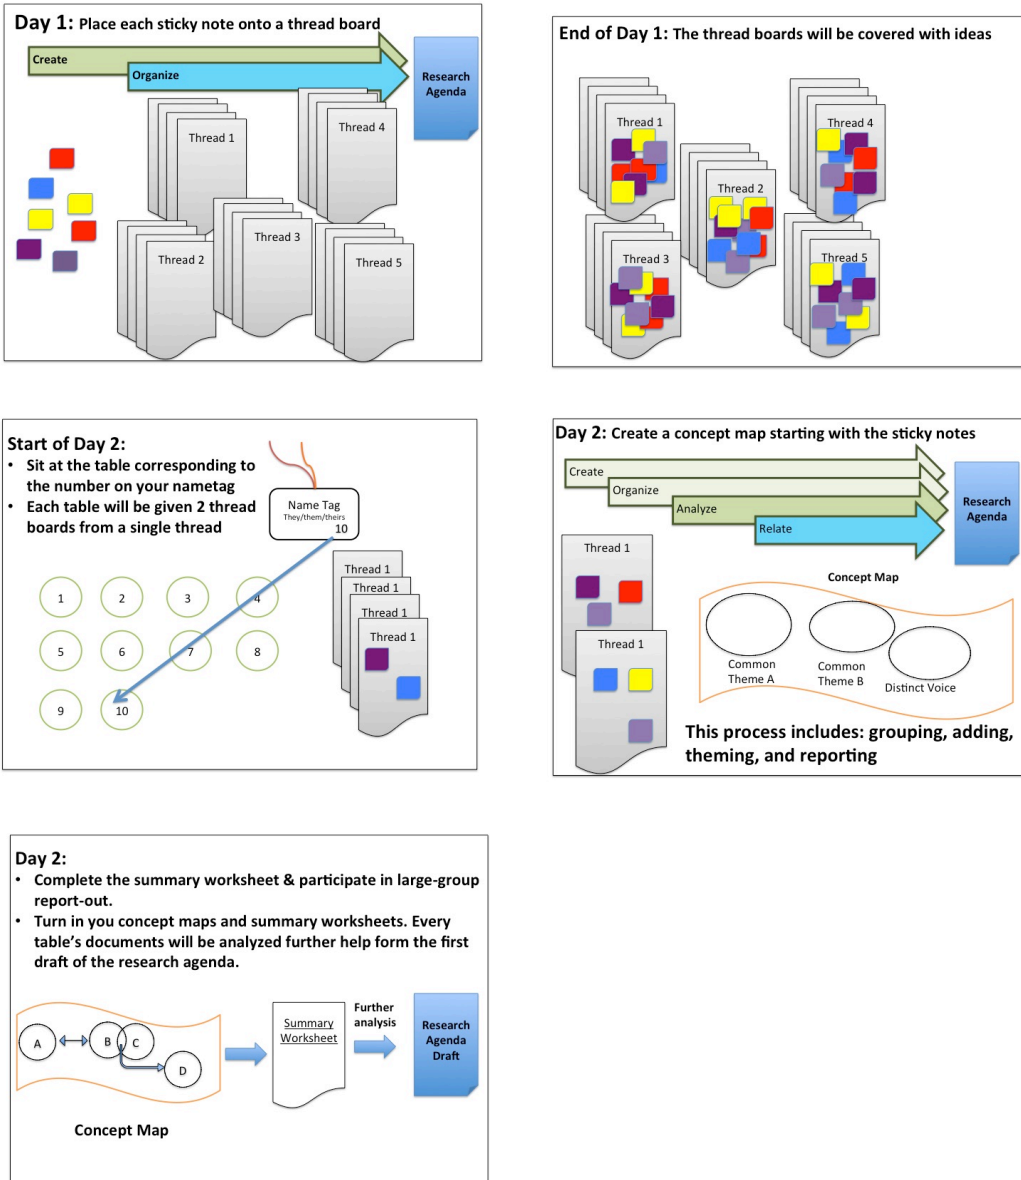 Day 1: Place each sticky note onto a thread board
Create
Organize
Research
Agenda
Thread 1
Thread 4
Thread 3
Thread 2
Thread 5
End of Day 1: The thread boards will be covered with ideas
Thread 1
Thread 4
Thread 2
Thread 3
Thread 5
Start of Day 2:
• Sit at the table corresponding to
the number on your nametag
• Each table will be given 2 thread
boards from a single thread
Name Tag
They/them/theirs
10
Thread 1
Thread 1
Thread 1
Thread 1
1
2
3
4
5
6
7
8
9
10
Day 2: Create a concept map starting with the sticky notes
Create
Organize
Analyze
Relate
Research
Agenda
Thread 1
Thread 1
Concept Map
Common
Theme A
Common
Theme B
Distinct Voice
This process includes: grouping, adding,
theming, and reporting
Day 2:
• Complete the summary worksheet & participate in large-group
report-out.
• Turn in you concept maps and summary worksheets. Every
table's documents will be analyzed further help form the first
draft of the research agenda.
A
B
C
D
Concept Map
Summary
Worksheet
Further
analysis
Research
Agenda
Draft